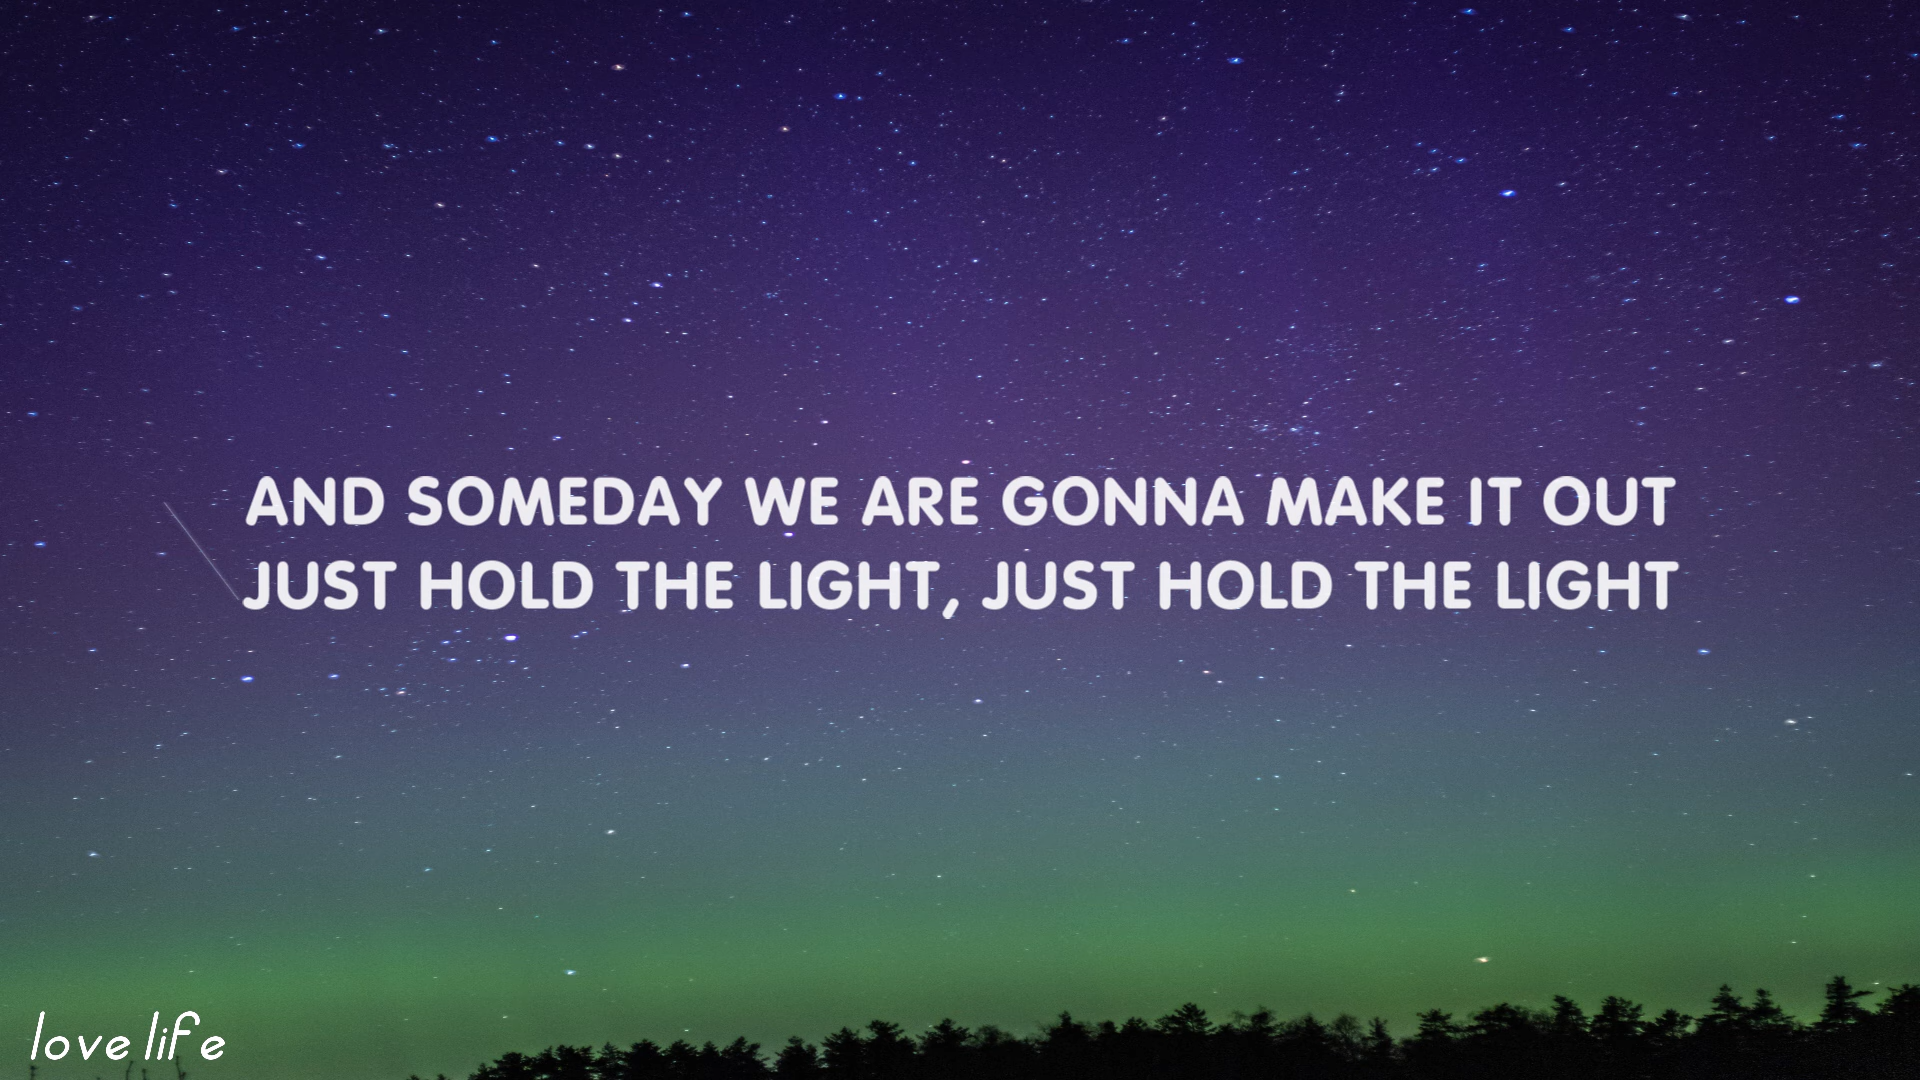 AND SOMEDAY WE ARE GONNA MAKE IT OUT
JUST HOLD THE LIGHT, JUST HOLD THE LIGHT
love life